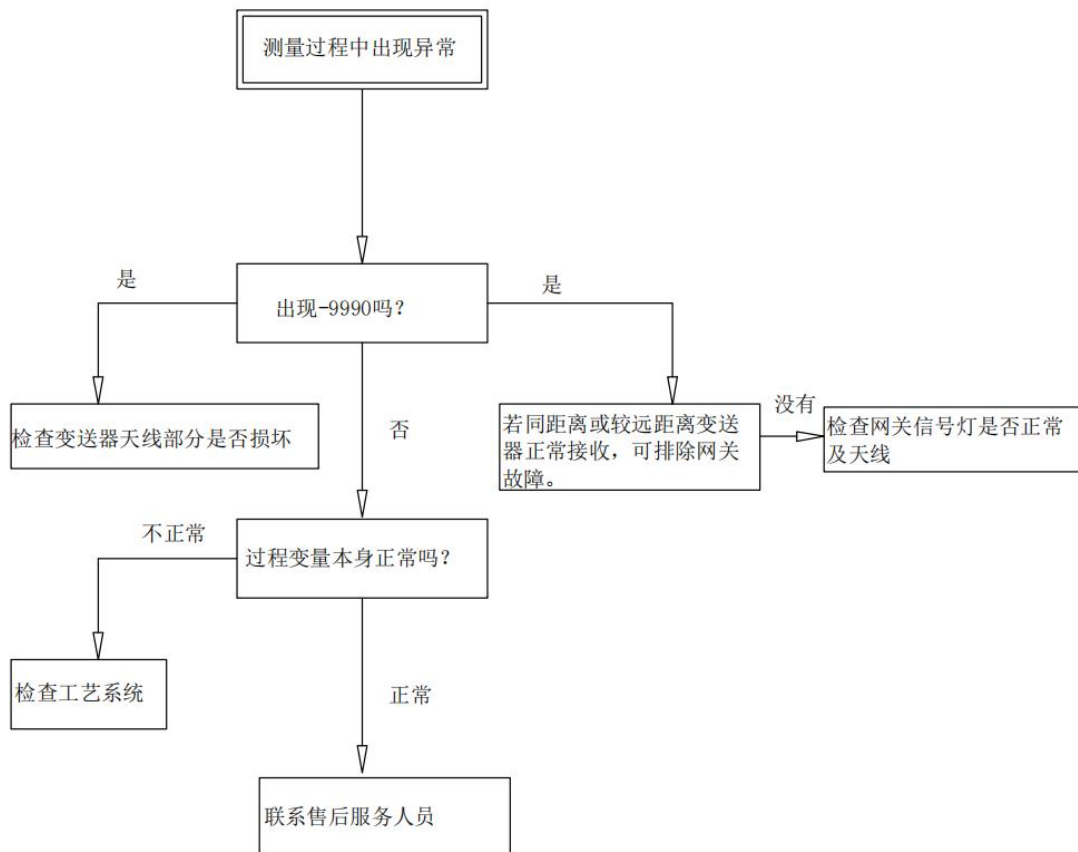 测量过程中出现异常
是
出现-9990吗？
是
检查变送器天线部分是否损坏
否
若同距离或较远距离变送
器正常接收，可排除网关
故障。
没有
检查网关信号灯是否正常
及天线
不正常
过程变量本身正常吗？
检查工艺系统
正常
联系售后服务人员